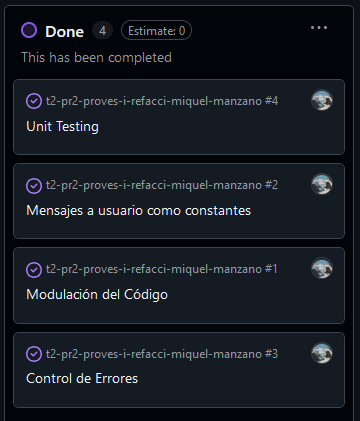 Done 4 Estimate: 0 ...
This has been completed
t2-pr2-proves-i-refacci-miquel-manzano #4
Unit Testing
t2-pr2-proves-i-refacci-miquel-manzano #2
Mensajes a usuario como constantes
t2-pr2-proves-i-refacci-miquel-manzano #1
Modulación del Código
t2-pr2-proves-i-refacci-miquel-manzano #3
Control de Errores